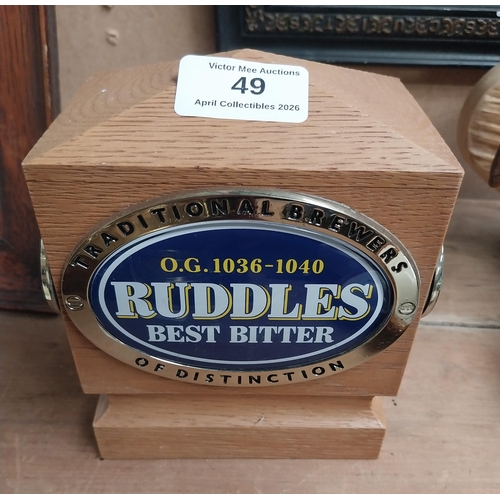 Victor Mee Auctions
49
April Collectibles 2026
TRADITIONAL BREWERS
O.G. 1036-1040
RUDDLES
BEST BITTER
OF DISTINCTION